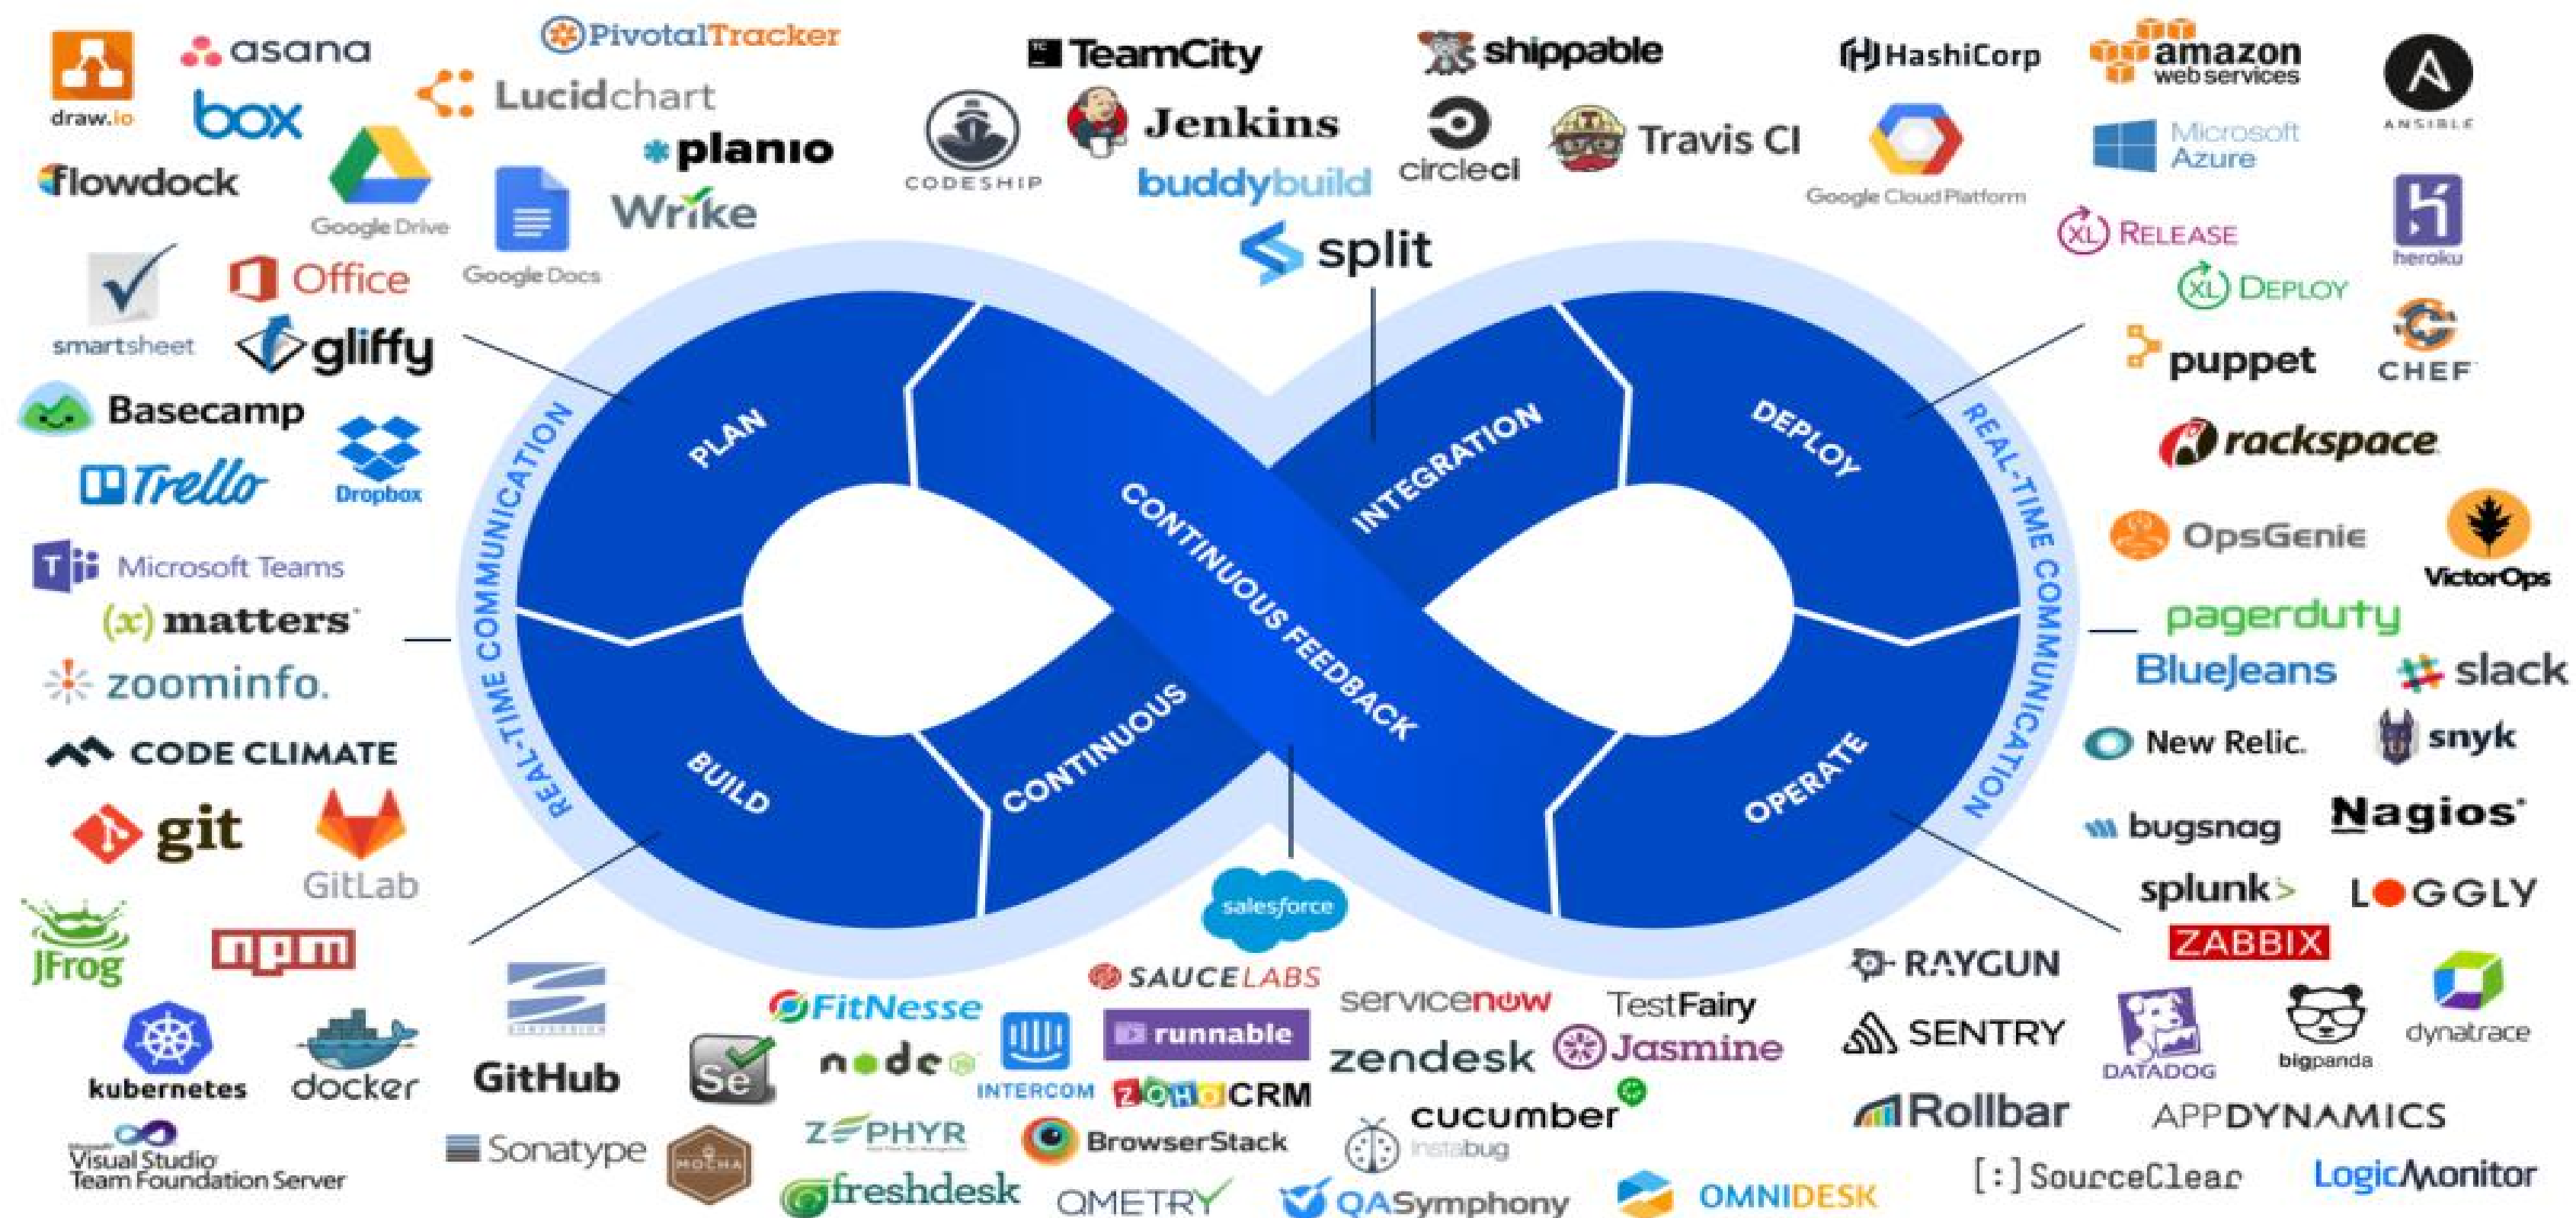 draw.io
asana
box
flowdock
PivotalTracker
Lucidchart
planio
Google Drive
Google Docs
Wrike
smartsheet
Office
gliffy
Basecamp
Trello
Dropbox
TC
TeamCity
CODESHIP
Jenkins
buddybuild
shippable
circleci
Travis CI
split
HashiCorp
amazon
web services
Google Cloud Platform
Microsoft
Azure
A
ANSIBLE
XL RELEASE
heroku
XL DEPLOY
puppet
CHEF
rackspace
PLAN
CONTINUOUS FEEDBACK
INTEGRATION
DEPLOY
BUILD
CONTINUOUS
OPERATE
REAL-TIME COMMUNICATION
REAL-TIME COMMUNICATION
T
Microsoft Teams
(x) matters
zoominfo.
OpsGenie
VictorOps
pagerduty
BlueJeans
slack
CODE CLIMATE
git
GitLab
JFrog
npm
kubernetes
docker
GitHub
Microsoft
Visual Studio
Team Foundation Server
Sonatype
salesforce
SAUCELABS
FitNesse
Se
node
INTERCOM
runnable
ZOHO CRM
servicenow
TestFairy
zendesk
Jasmine
cucumber
MOCHA
ZEPHYR
BrowserStack
Instabug
freshdesk
QMETRY
QASymphony
OMNIDESK
New Relic.
snyk
bugsnag
Nagios
splunk>
LOGGLY
ZABBIX
RAYGUN
SENTRY
DATADOG
bigpanda
dynatrace
Rollbar
APPDYNAMICS
[:] SourceClear
LogicMonitor